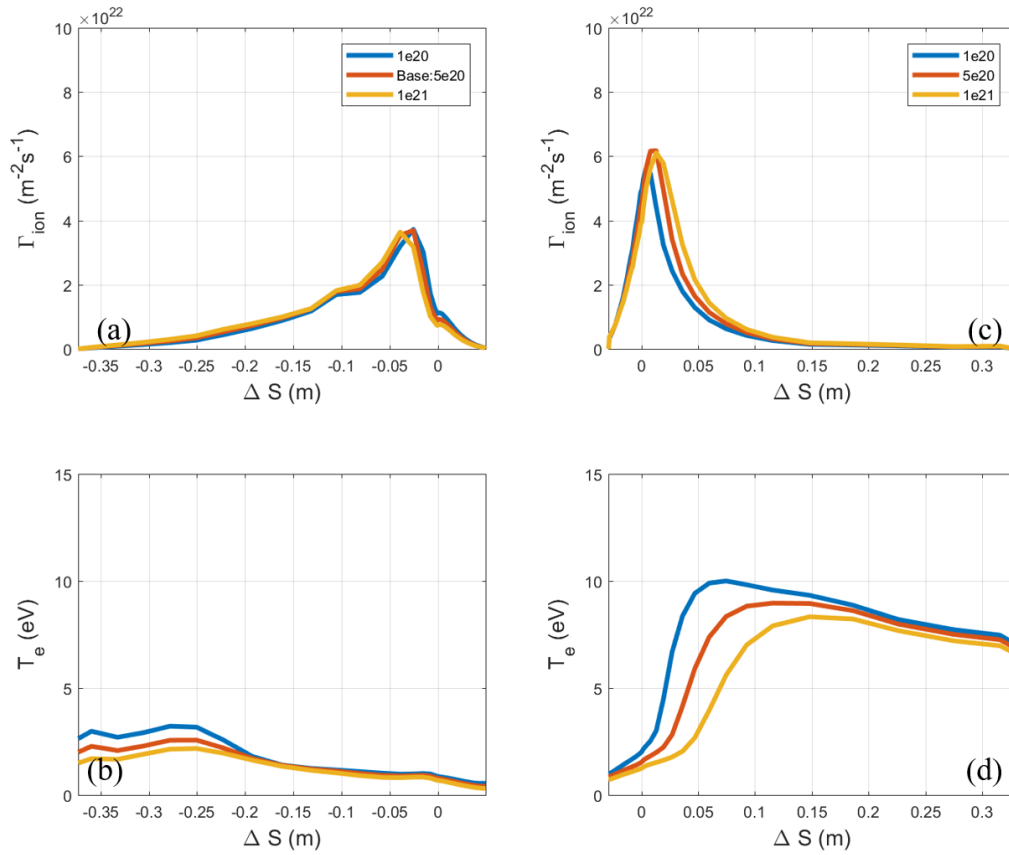 ×10^22
10
8
6
4
2
0
Γ_ion (m^-2 s^-1)
1e20
Base:5e20
1e21
(a)
-0.35 -0.3 -0.25 -0.2 -0.15 -0.1 -0.05 0
Δ S (m)
×10^22
10
8
6
4
2
0
Γ_ion (m^-2 s^-1)
1e20
5e20
1e21
(c)
0 0.05 0.1 0.15 0.2 0.25 0.3
Δ S (m)
15
10
5
0
T_e (eV)
(b)
-0.35 -0.3 -0.25 -0.2 -0.15 -0.1 -0.05 0
Δ S (m)
15
10
5
0
T_e (eV)
(d)
0 0.05 0.1 0.15 0.2 0.25 0.3
Δ S (m)